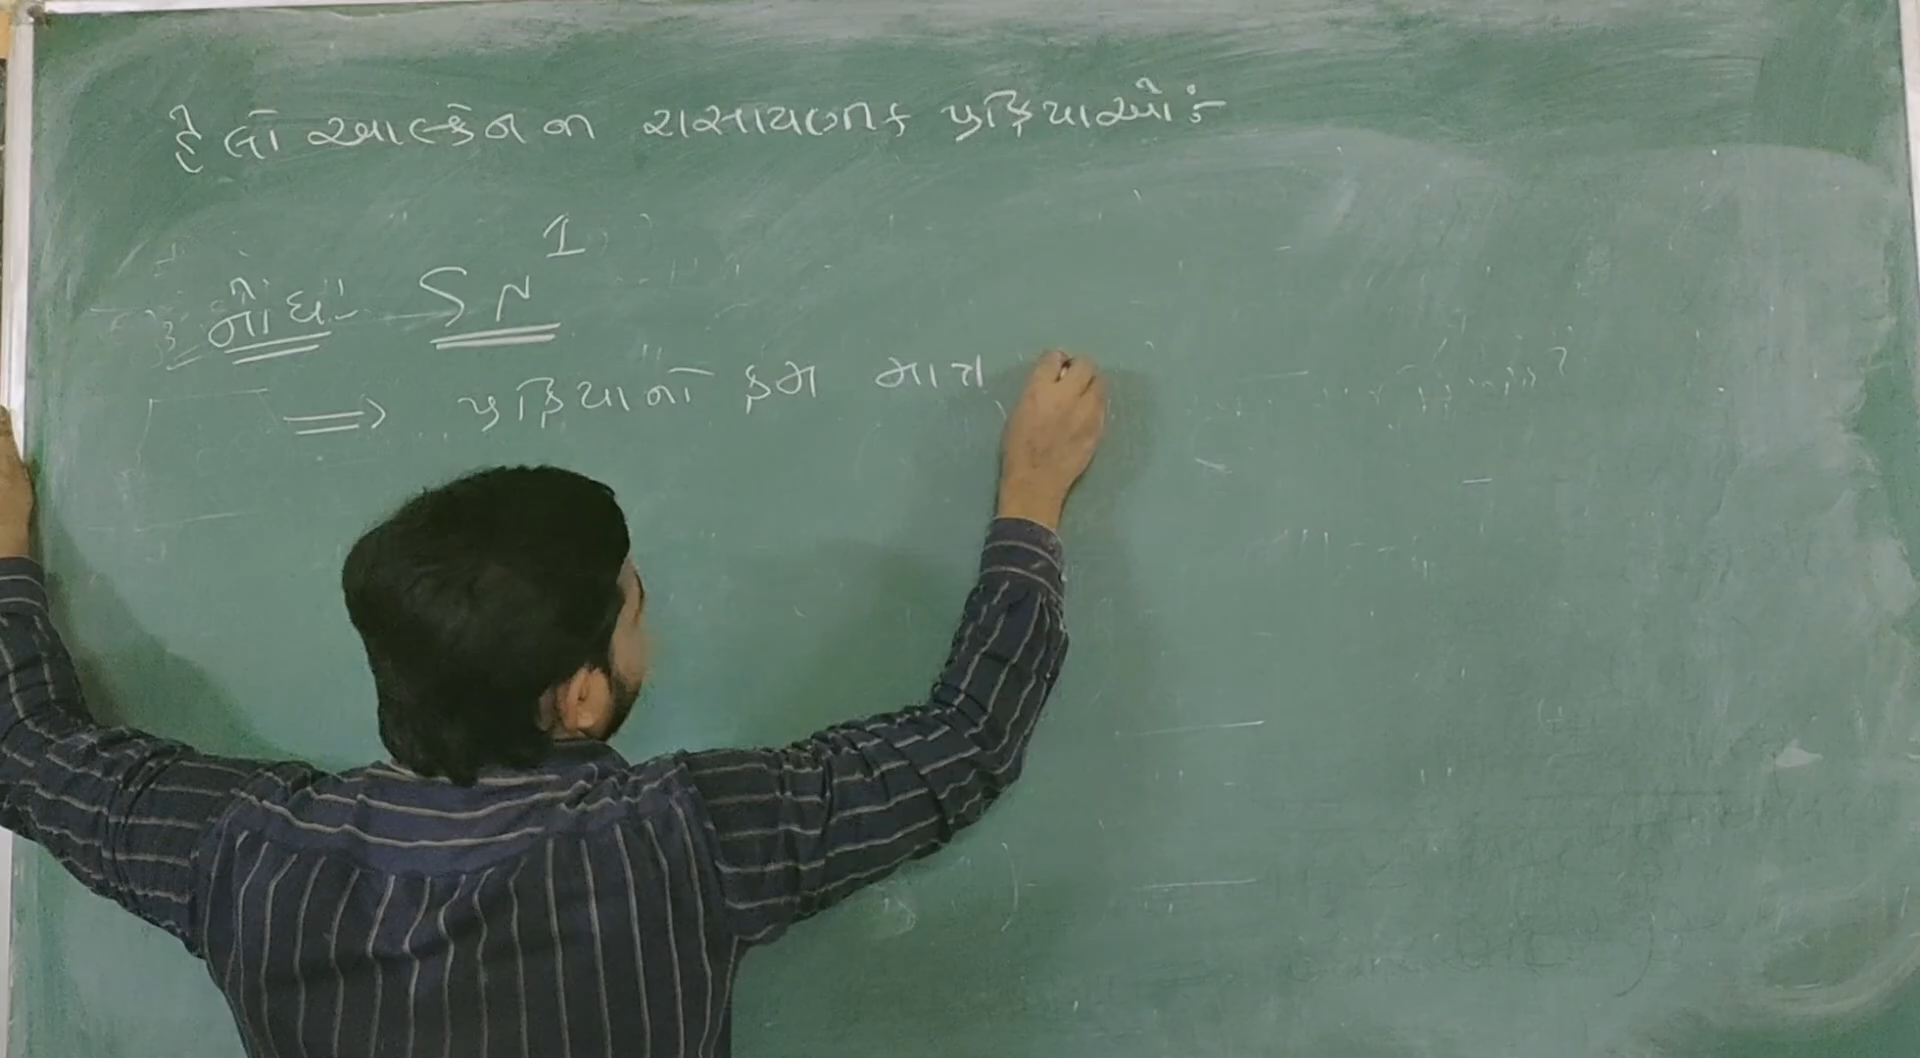 હેલોઆલ્કેનના રાસાયણિક પ્રક્રિયાઓ :-
નોંધ :- SN1
⇒ પ્રક્રિયાનો ક્રમ માત્ર